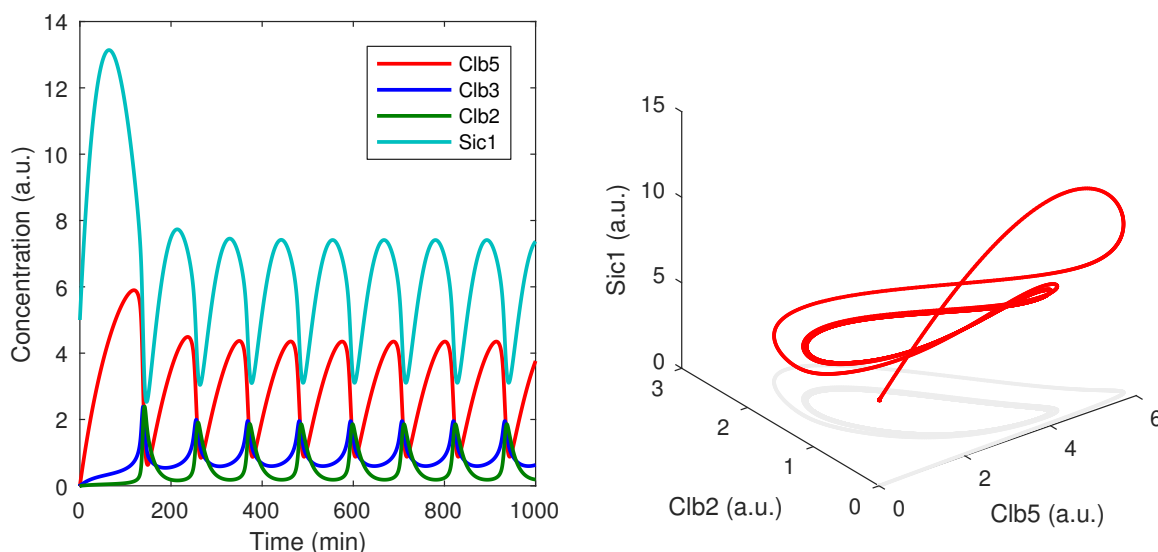 14
12
10
8
6
4
2
0
0 200 400 600 800 1000
Concentration (a.u.)
Time (min)
Clb5
Clb3
Clb2
Sic1
15
10
5
0
Sic1 (a.u.)
3
2
1
0
Clb2 (a.u.)
0
2
4
6
Clb5 (a.u.)